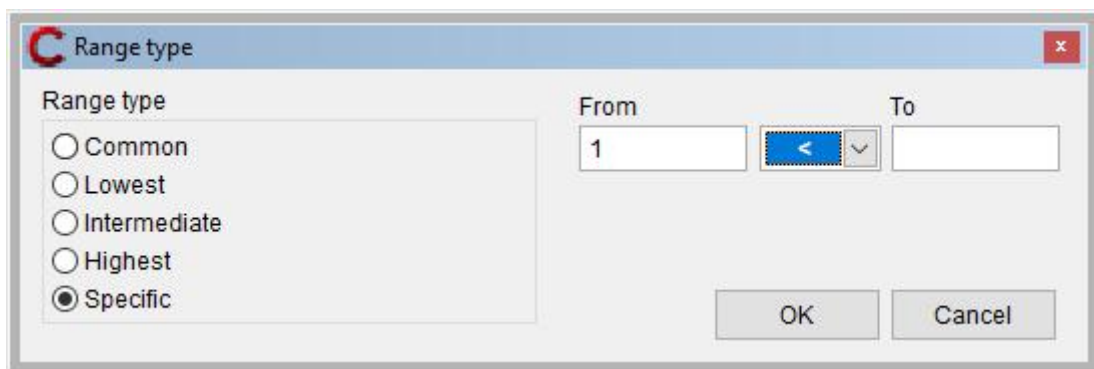 Range type
Range type
From
To
Common
1
<
Lowest
Intermediate
Highest
Specific
OK
Cancel